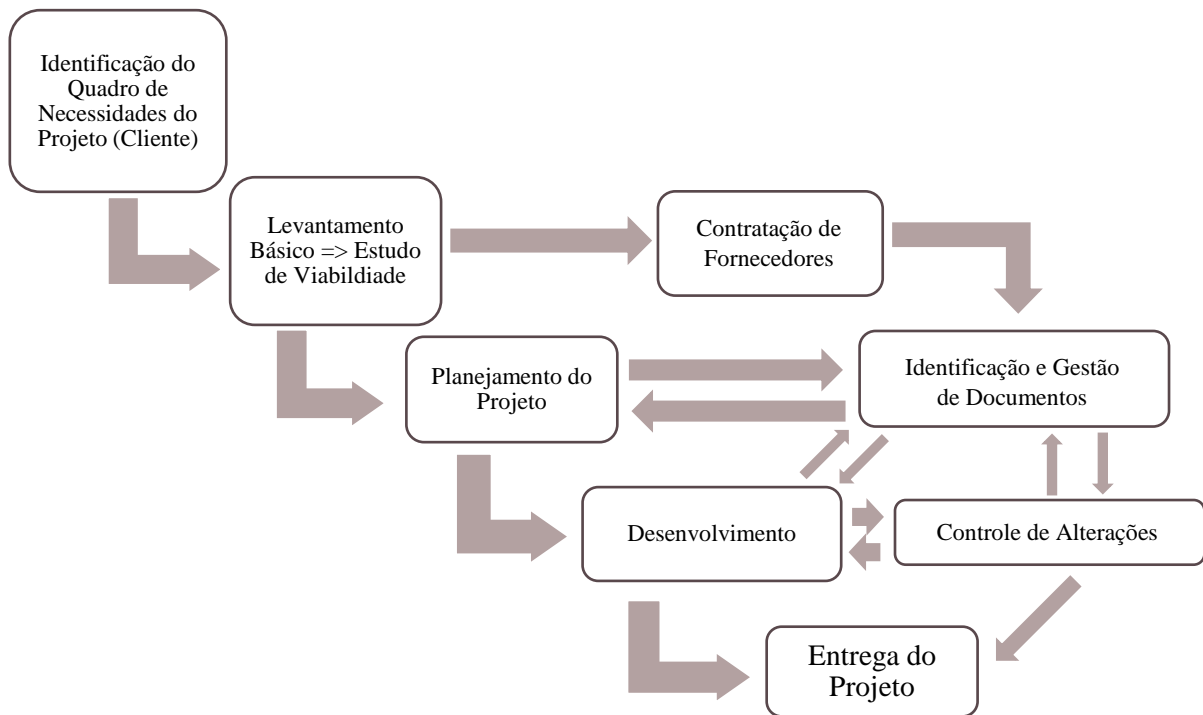 Identificação do
Quadro de
Necessidades do
Projeto (Cliente)
Levantamento
Básico => Estudo
de Viabildiade
Contratação de
Fornecedores
Planejamento do
Projeto
Identificação e Gestão
de Documentos
Desenvolvimento
Controle de Alterações
Entrega do
Projeto